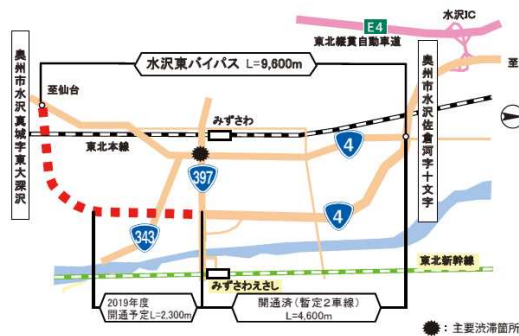 水沢IC
E4
東北縦貫自動車道
水沢東バイパス L=9,600m
至
至仙台
奥州市水沢真城字東大深沢
奥州市水沢佐倉河字十文字
みずさわ
東北本線
4
397
4
343
東北新幹線
みずさわえさし
2019年度
開通予定L=2,300m
開通済(暫定2車線)
L=4,600m
:主要渋滞箇所